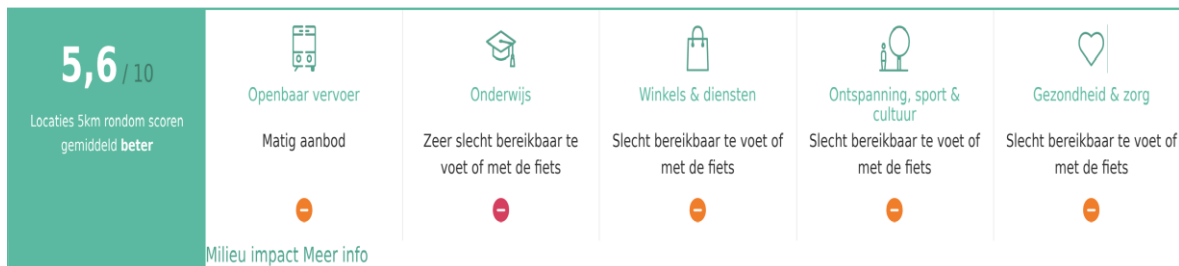 5,6 / 10
Locaties 5km rondom scoren
gemiddeld beter
Openbaar vervoer
Matig aanbod
Onderwijs
Zeer slecht bereikbaar te
voet of met de fiets
Winkels & diensten
Slecht bereikbaar te voet of
met de fiets
Ontspanning, sport &
cultuur
Slecht bereikbaar te voet of
met de fiets
Gezondheid & zorg
Slecht bereikbaar te voet of
met de fiets
Milieu impact Meer info